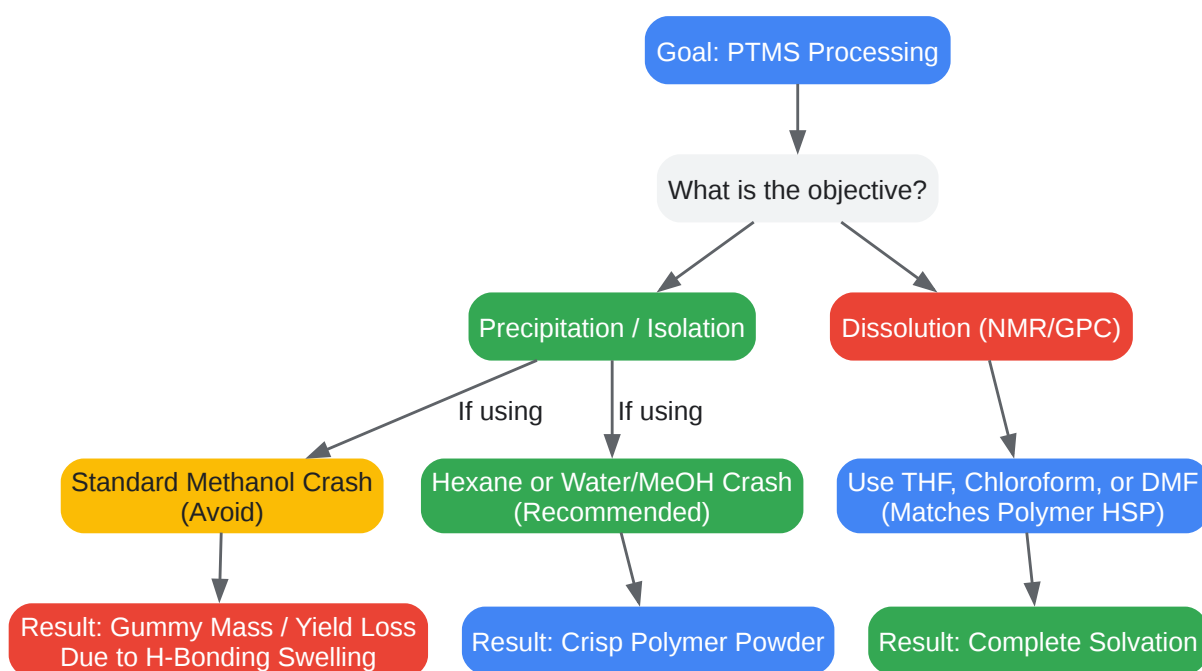 Goal: PTMS Processing
What is the objective?
Precipitation / Isolation
Dissolution (NMR/GPC)
If using
If using
Standard Methanol Crash
(Avoid)
Hexane or Water/MeOH Crash
(Recommended)
Use THF, Chloroform, or DMF
(Matches Polymer HSP)
Result: Gummy Mass / Yield Loss
Due to H-Bonding Swelling
Result: Crisp Polymer Powder
Result: Complete Solvation